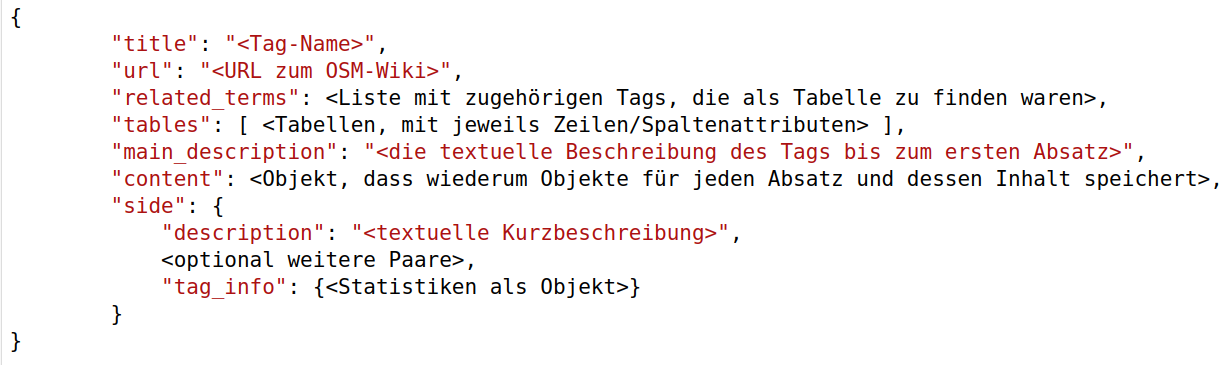 {
"title": "<Tag-Name>",
"url": "<URL zum OSM-Wiki>",
"related_terms": <Liste mit zugehörigen Tags, die als Tabelle zu finden waren>,
"tables": [ <Tabellen, mit jeweils Zeilen/Spaltenattributen> ],
"main_description": "<die textuelle Beschreibung des Tags bis zum ersten Absatz>",
"content": <Objekt, dass wiederum Objekte für jeden Absatz und dessen Inhalt speichert>,
"side": {
"description": "<textuelle Kurzbeschreibung>",
<optional weitere Paare>,
"tag_info": {<Statistiken als Objekt>}
}
}